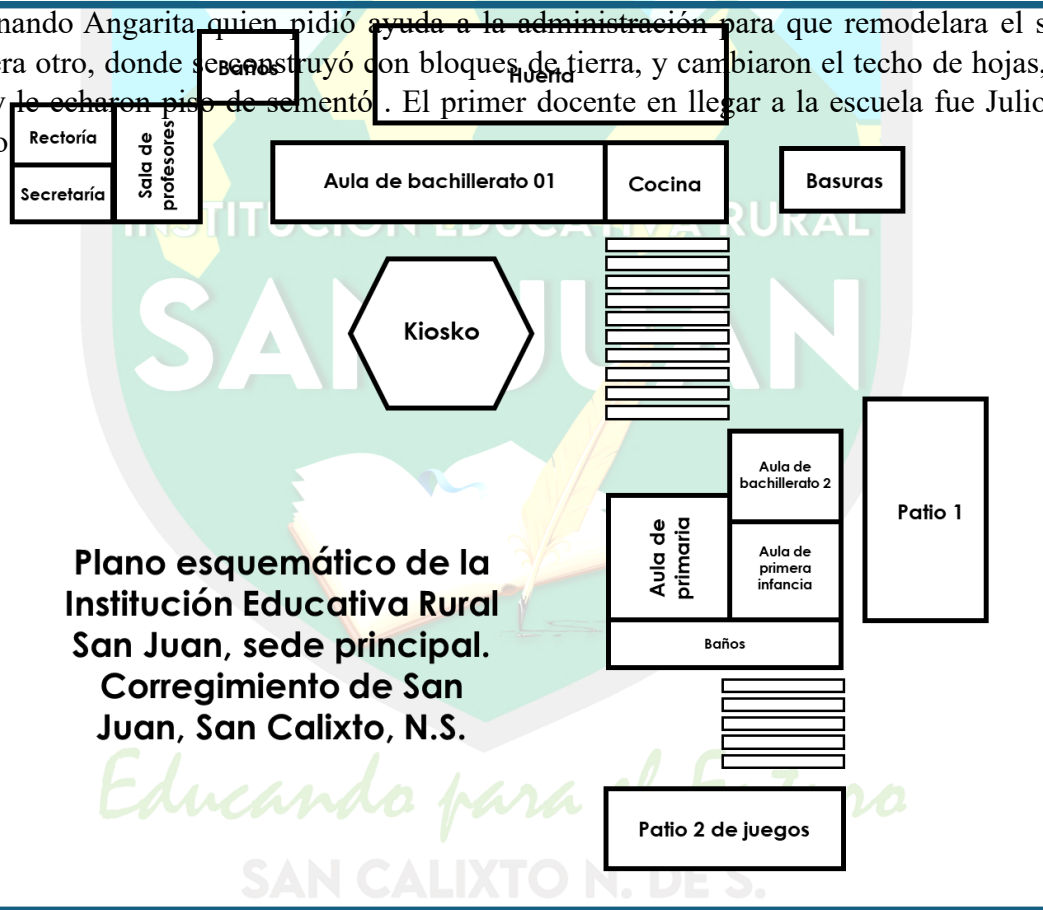 nando Angarita quien pidió ayuda a la administración para que remodelara el s
era otro, donde se construyó con bloques de tierra, y cambiaron el techo de hojas,
y le echaron piso de sementó . El primer docente en llegar a la escuela fue Julio
o
Baños
Huerta
Rectoría
Secretaría
Sala de
profesores
Aula de bachillerato 01
Cocina
Basuras
INSTITUCIÓN EDUCATIVA RURAL
SAN JUAN
Kiosko
Aula de
bachillerato 2
Patio 1
Aula de
primaria
Aula de
primera
infancia
Baños
Plano esquemático de la
Institución Educativa Rural
San Juan, sede principal.
Corregimiento de San
Juan, San Calixto, N.S.
Educando para el Futuro
Patio 2 de juegos
SAN CALIXTO N. DE S.